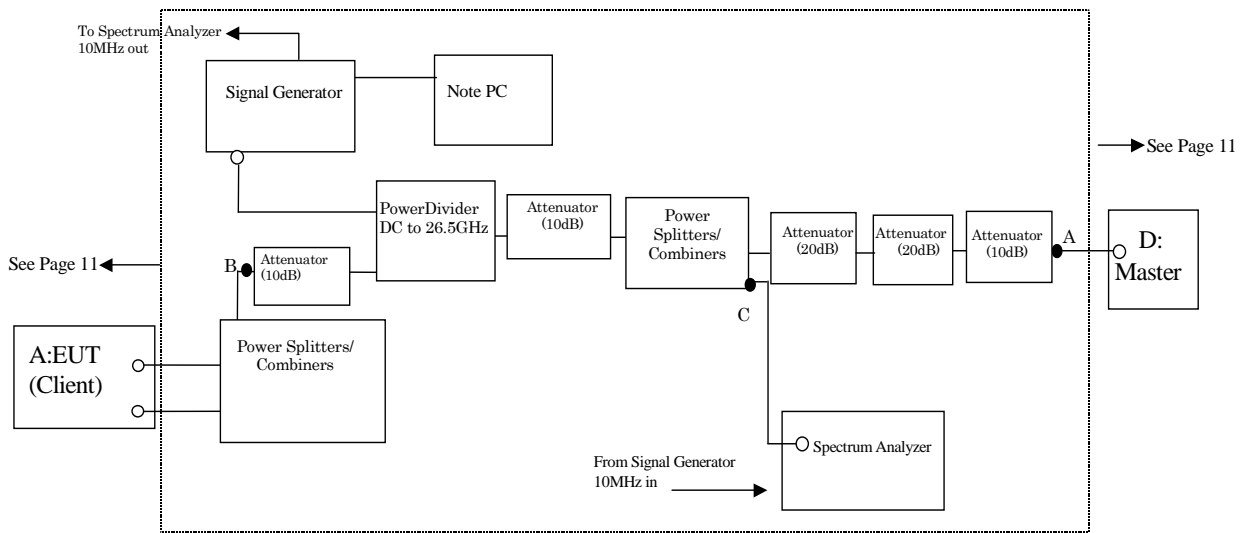 To Spectrum Analyzer
10MHz out
Signal Generator
Note PC
See Page 11
PowerDivider
DC to 26.5GHz
Attenuator
(10dB)
Power
Splitters/
Combiners
Attenuator
(20dB)
Attenuator
(20dB)
Attenuator
(10dB)
A
D:
Master
See Page 11
B
Attenuator
(10dB)
C
A:EUT
(Client)
Power Splitters/
Combiners
From Signal Generator
10MHz in
Spectrum Analyzer